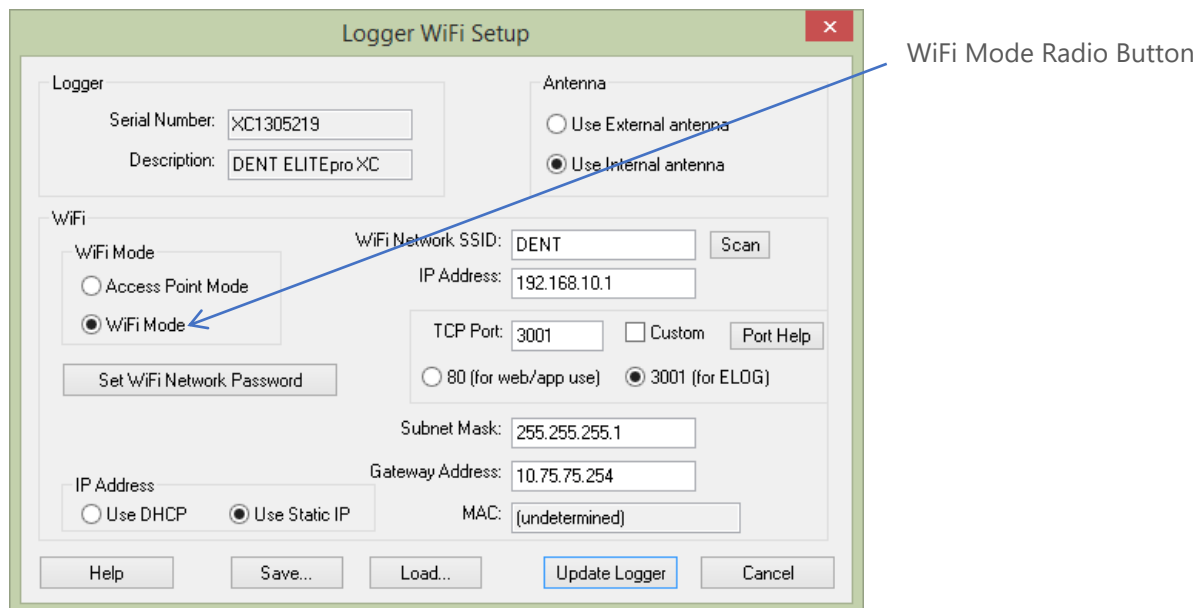 Logger WiFi Setup
WiFi Mode Radio Button
Logger
Serial Number: XC1305219
Description: DENT ELITEpro XC
Antenna
Use External antenna
Use Internal antenna
WiFi
WiFi Mode
Access Point Mode
WiFi Mode
Set WiFi Network Password
WiFi Network SSID: DENT Scan
IP Address: 192.168.10.1
TCP Port: 3001 Custom Port Help
80 (for web/app use) 3001 (for ELOG)
Subnet Mask: 255.255.255.1
Gateway Address: 10.75.75.254
MAC: (undetermined)
IP Address
Use DHCP Use Static IP
Help Save... Load... Update Logger Cancel